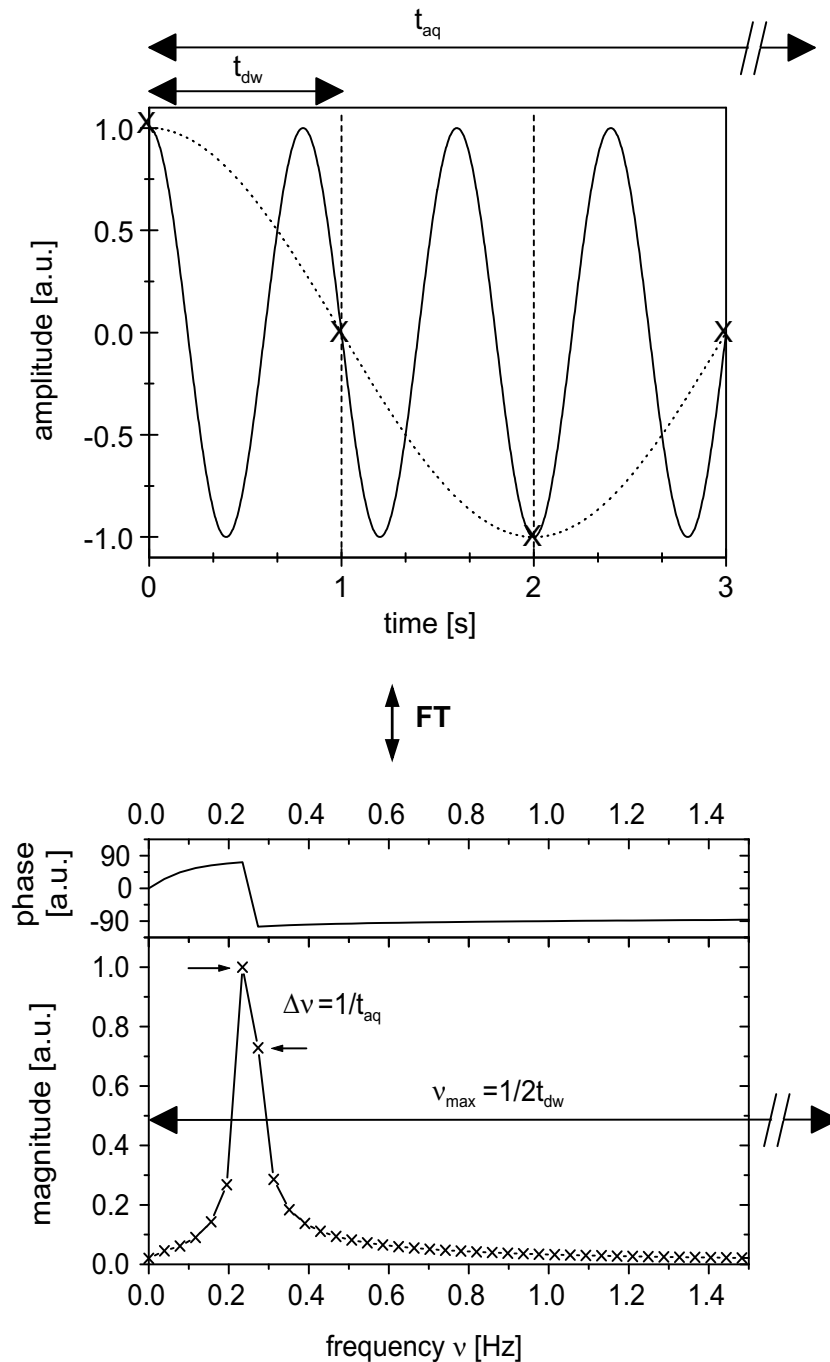 t_aq
t_dw
1.0
0.5
0.0
-0.5
-1.0
amplitude [a.u.]
0 1 2 3
time [s]
FT
0.0 0.2 0.4 0.6 0.8 1.0 1.2 1.4
90
0
-90
phase
[a.u.]
1.0
0.8
0.6
0.4
0.2
0.0
magnitude [a.u.]
Δν =1/t_aq
ν_max =1/2t_dw
0.0 0.2 0.4 0.6 0.8 1.0 1.2 1.4
frequency ν [Hz]